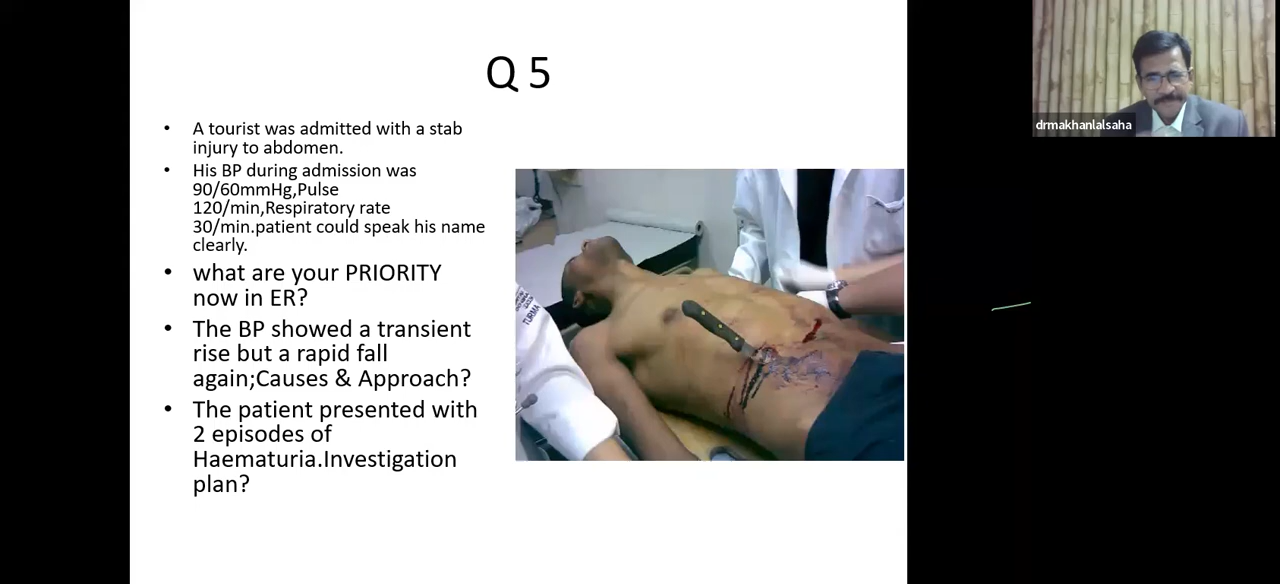 Q 5
• A tourist was admitted with a stab
injury to abdomen.
• His BP during admission was
90/60mmHg,Pulse
120/min,Respiratory rate
30/min.patient could speak his name
clearly.
• what are your PRIORITY
now in ER?
• The BP showed a transient
rise but a rapid fall
again;Causes & Approach?
• The patient presented with
2 episodes of
Haematuria.Investigation
plan?
TURMA
drmakhanlalsaha